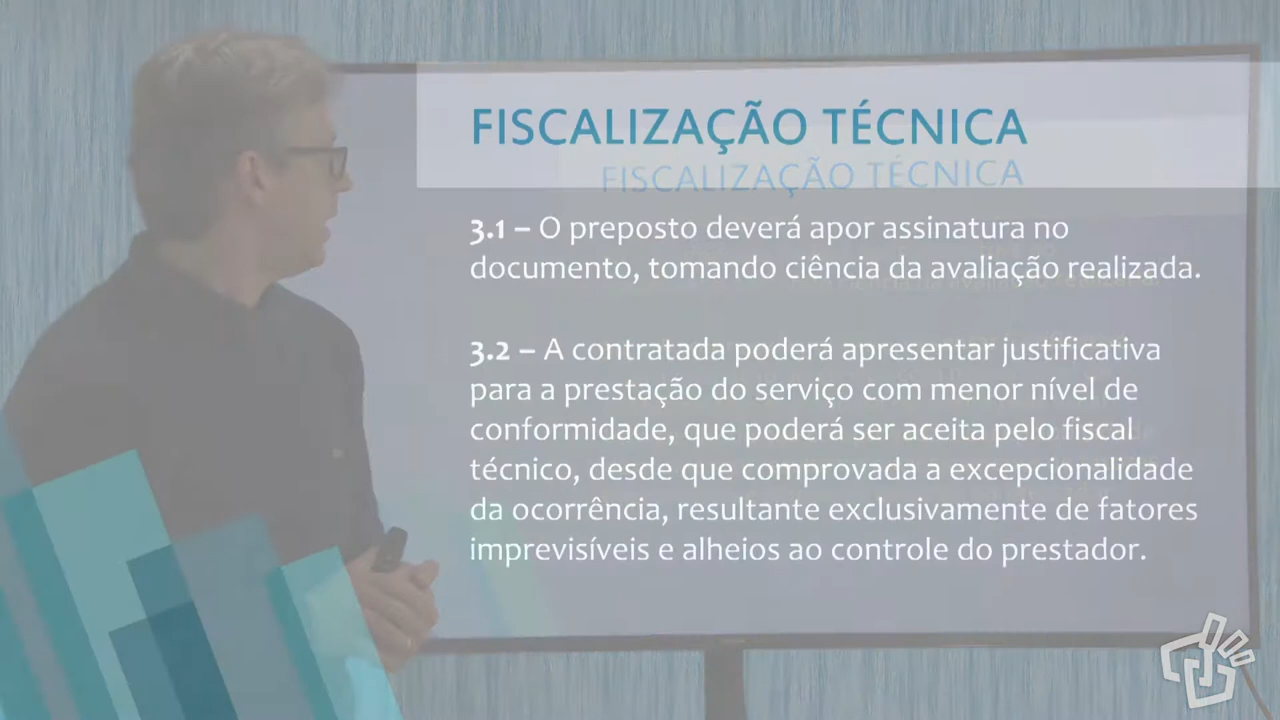 FISCALIZAÇÃO TÉCNICA
FISCALIZAÇÃO TÉCNICA
3.1 – O preposto deverá apor assinatura no
documento, tomando ciência da avaliação realizada.
3.2 – A contratada poderá apresentar justificativa
para a prestação do serviço com menor nível de
conformidade, que poderá ser aceita pelo fiscal
técnico, desde que comprovada a excepcionalidade
da ocorrência, resultante exclusivamente de fatores
imprevisíveis e alheios ao controle do prestador.